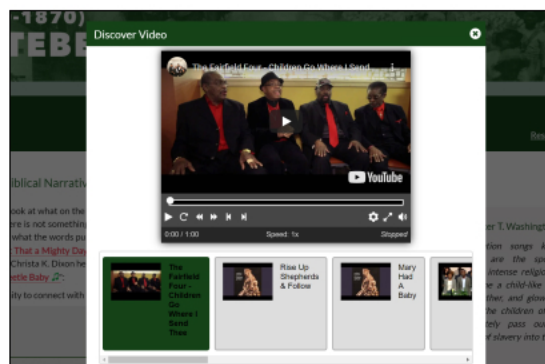 -1870)
TEBE
Discover Video
The Fairfield Four - Children Go Where I Send
YouTube
0:00 / 1:00
Speed: 1x
Stopped
The
Fairfield
Four -
Children
Go
Where I
Send
Thee
Rise Up
Shepherds
& Follow
Mary
Had
A
Baby
Res
iblical Narrativ
ook at what on the
ere is not somethin
what the words pu
That a Mighty Day
Christa K. Dixon he
eetle Baby
ity to connect with
er T. Washingt
tion songs
are the sp
intense religi
e a child-like
ther, and glow
he children o
tely pass ou
f slavery into t